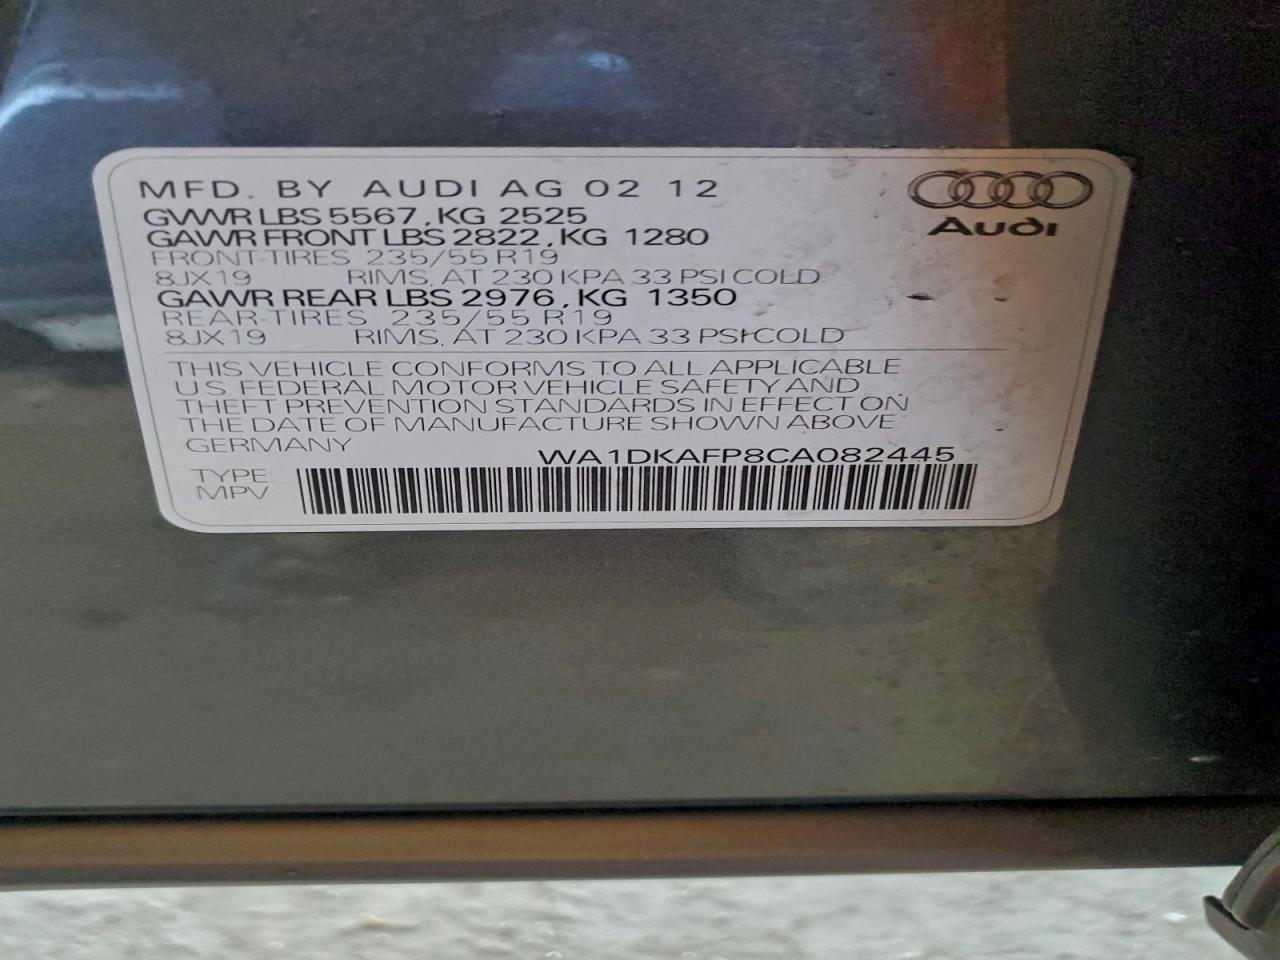 MFD. BY AUDI AG 02 12
GVWR LBS 5567, KG 2525
GAWR FRONT LBS 2822, KG 1280
FRONT-TIRES 235/55 R19
8JX19 RIMS, AT 230 KPA 33 PSI COLD
GAWR REAR LBS 2976, KG 1350
REAR-TIRES 235/55 R19
8JX19 RIMS, AT 230 KPA 33 PSI COLD
Audi
THIS VEHICLE CONFORMS TO ALL APPLICABLE
U.S. FEDERAL MOTOR VEHICLE SAFETY AND
THEFT PREVENTION STANDARDS IN EFFECT ON
THE DATE OF MANUFACTURE SHOWN ABOVE
GERMANY WA1DKAFP8CA082445
TYPE
MPV